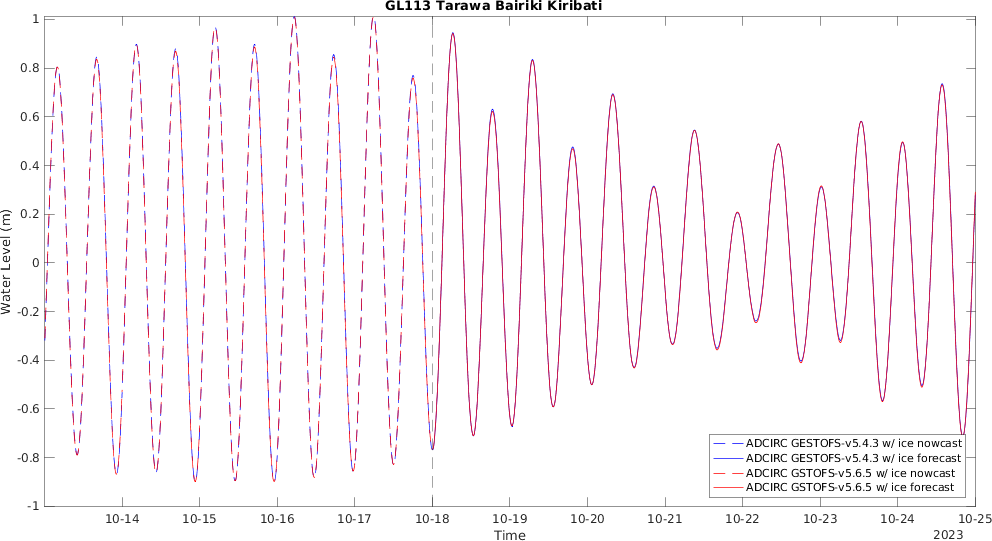 GL113 Tarawa Bairiki Kiribati
1
0.8
0.6
0.4
0.2
0
-0.2
-0.4
-0.6
-0.8
-1
Water Level (m)
ADCIRC GESTOFS-v5.4.3 w/ ice nowcast
ADCIRC GESTOFS-v5.4.3 w/ ice forecast
ADCIRC GSTOFS-v5.6.5 w/ ice nowcast
ADCIRC GSTOFS-v5.6.5 w/ ice forecast
10-14 10-15 10-16 10-17 10-18 10-19 10-20 10-21 10-22 10-23 10-24 10-25
Time
2023